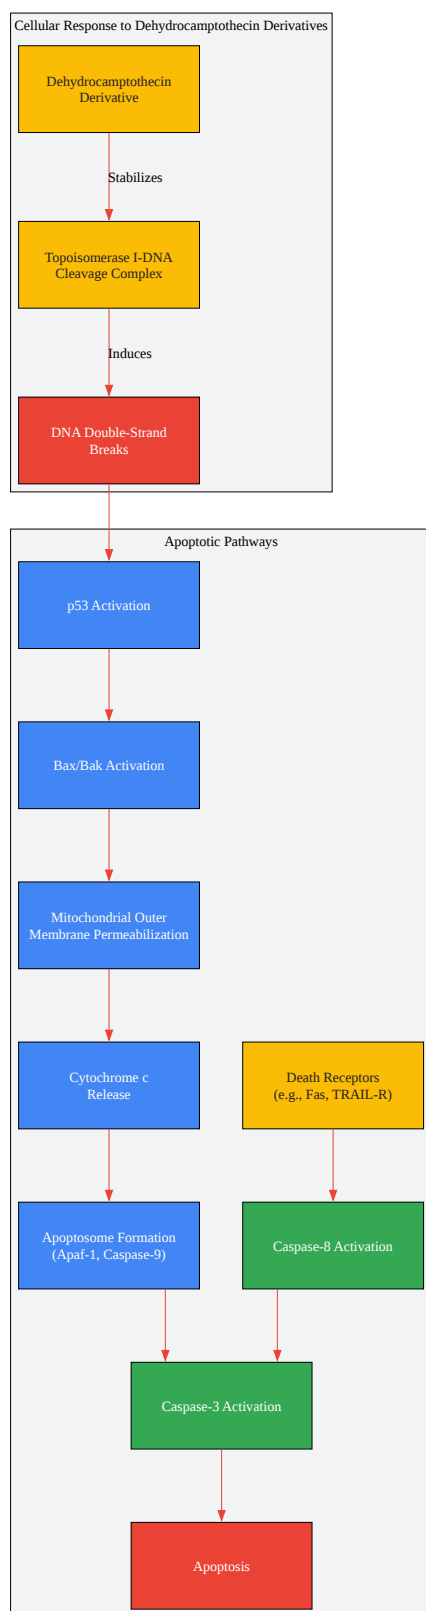 Cellular Response to Dehydrocamptothecin Derivatives
Dehydrocamptothecin
Derivative
Stabilizes
Topoisomerase I-DNA
Cleavage Complex
Induces
DNA Double-Strand
Breaks
Apoptotic Pathways
p53 Activation
Bax/Bak Activation
Mitochondrial Outer
Membrane Permeabilization
Cytochrome c
Release
Death Receptors
(e.g., Fas, TRAIL-R)
Apoptosome Formation
(Apaf-1, Caspase-9)
Caspase-8 Activation
Caspase-3 Activation
Apoptosis